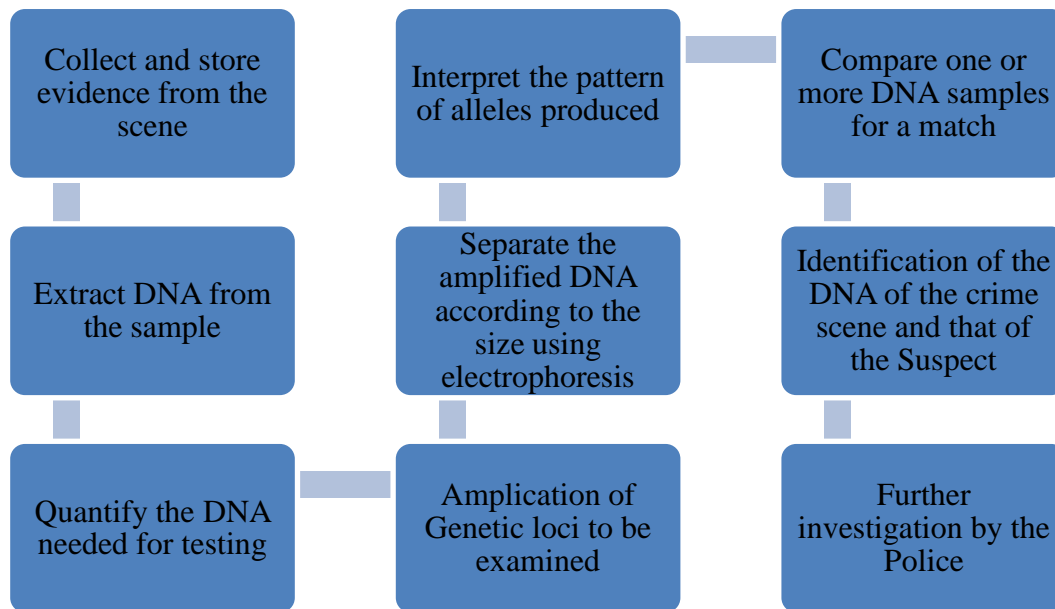 Collect and store
evidence from the
scene
Extract DNA from
the sample
Quantify the DNA
needed for testing
Amplication of
Genetic loci to be
examined
Separate the
amplified DNA
according to the
size using
electrophoresis
Interpret the pattern
of alleles produced
Compare one or
more DNA samples
for a match
Identification of the
DNA of the crime
scene and that of
the Suspect
Further
investigation by the
Police